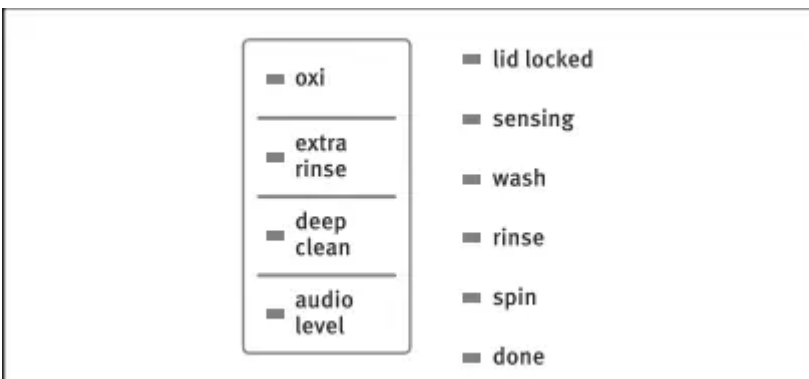 oxi
extra
rinse
deep
clean
audio
level
lid locked
sensing
wash
rinse
spin
done